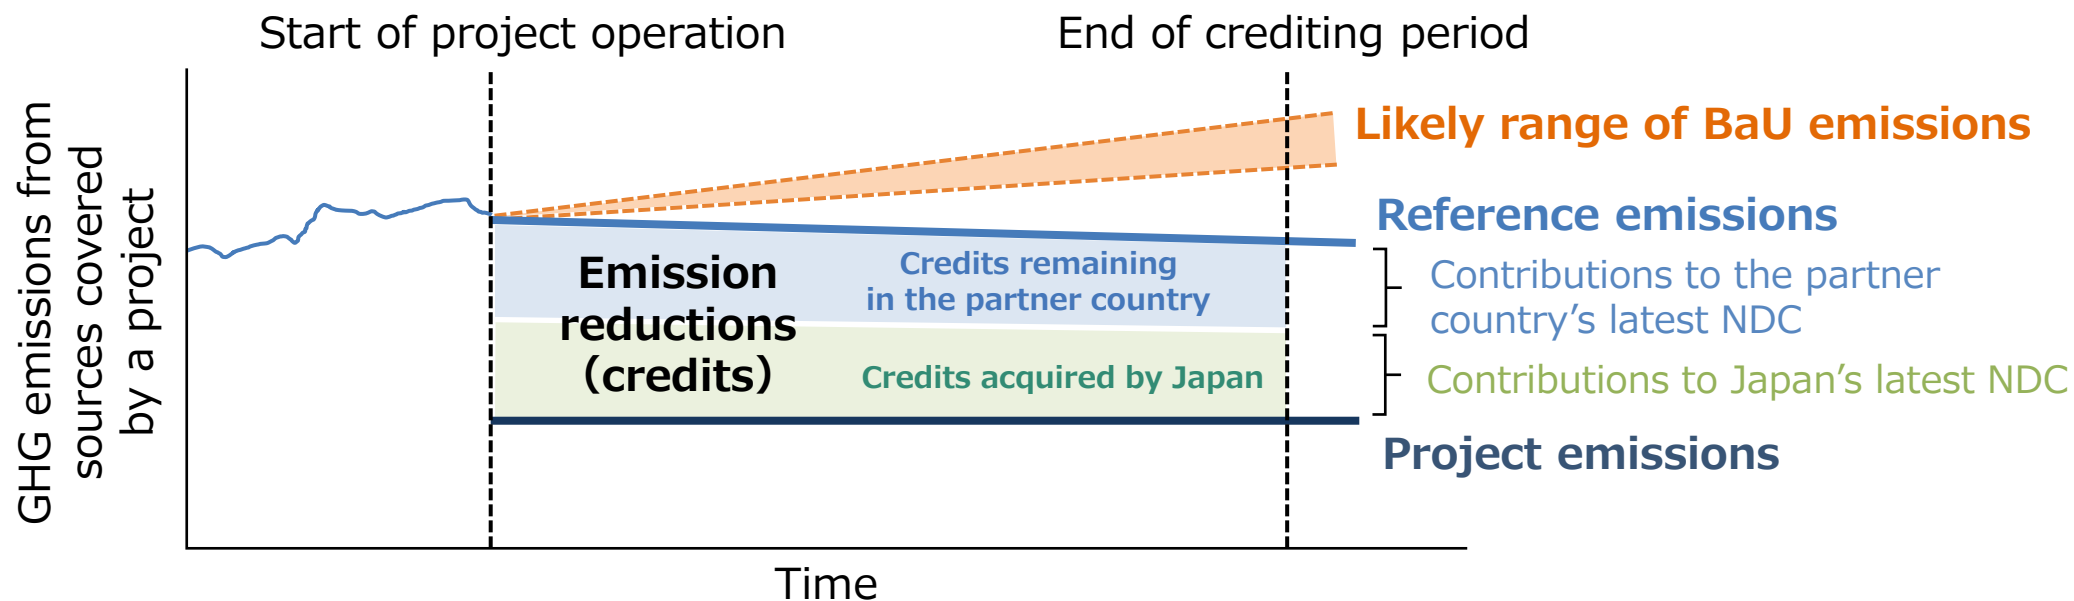 Start of project operation
End of crediting period
GHG emissions from
sources covered
by a project
Likely range of BaU emissions
Reference emissions
Emission
reductions
（credits）
Credits remaining
in the partner country
Contributions to the partner
country’s latest NDC
Credits acquired by Japan
Contributions to Japan’s latest NDC
Project emissions
Time